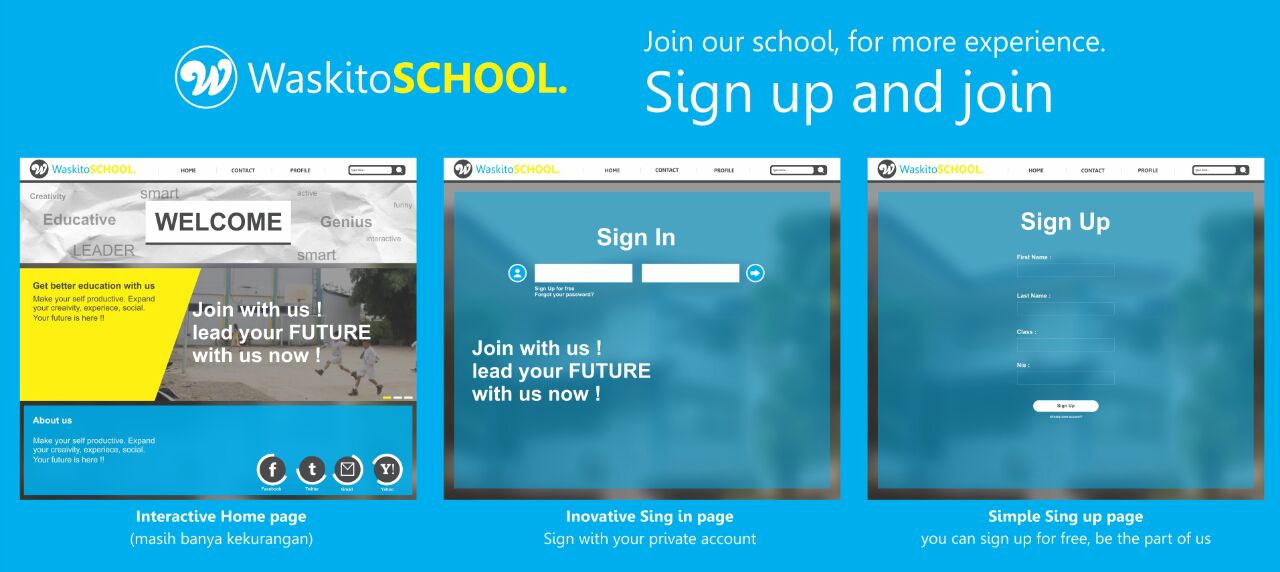 WaskitoSCHOOL.
Join our school, for more experience.
Sign up and join
WaskitoSCHOOL.
HOME
CONTACT
PROFILE
Creativity
smart
active
funny
Educative
WELCOME
Genius
interactive
LEADER
smart
Get better education with us
Make your self productive. Expand
your creavity, experiece, social.
Your future is here !!
Join with us !
lead your FUTURE
with us now !
About us
Make your self productive. Expand
your creavity, experiece, social.
Your future is here !!
f
t
Y!
Facebook
Twitter
Gmail
Yahoo
Interactive Home page
(masih banya kekurangan)
WaskitoSCHOOL.
HOME
CONTACT
PROFILE
Sign In
Sign Up for free
Forgot your password?
Join with us !
lead your FUTURE
with us now !
Inovative Sing in page
Sign with your private account
WaskitoSCHOOL.
HOME
CONTACT
PROFILE
Sign Up
First Name :
Last Name :
Class :
Nis :
Sign Up
Already have account?
Simple Sing up page
you can sign up for free, be the part of us